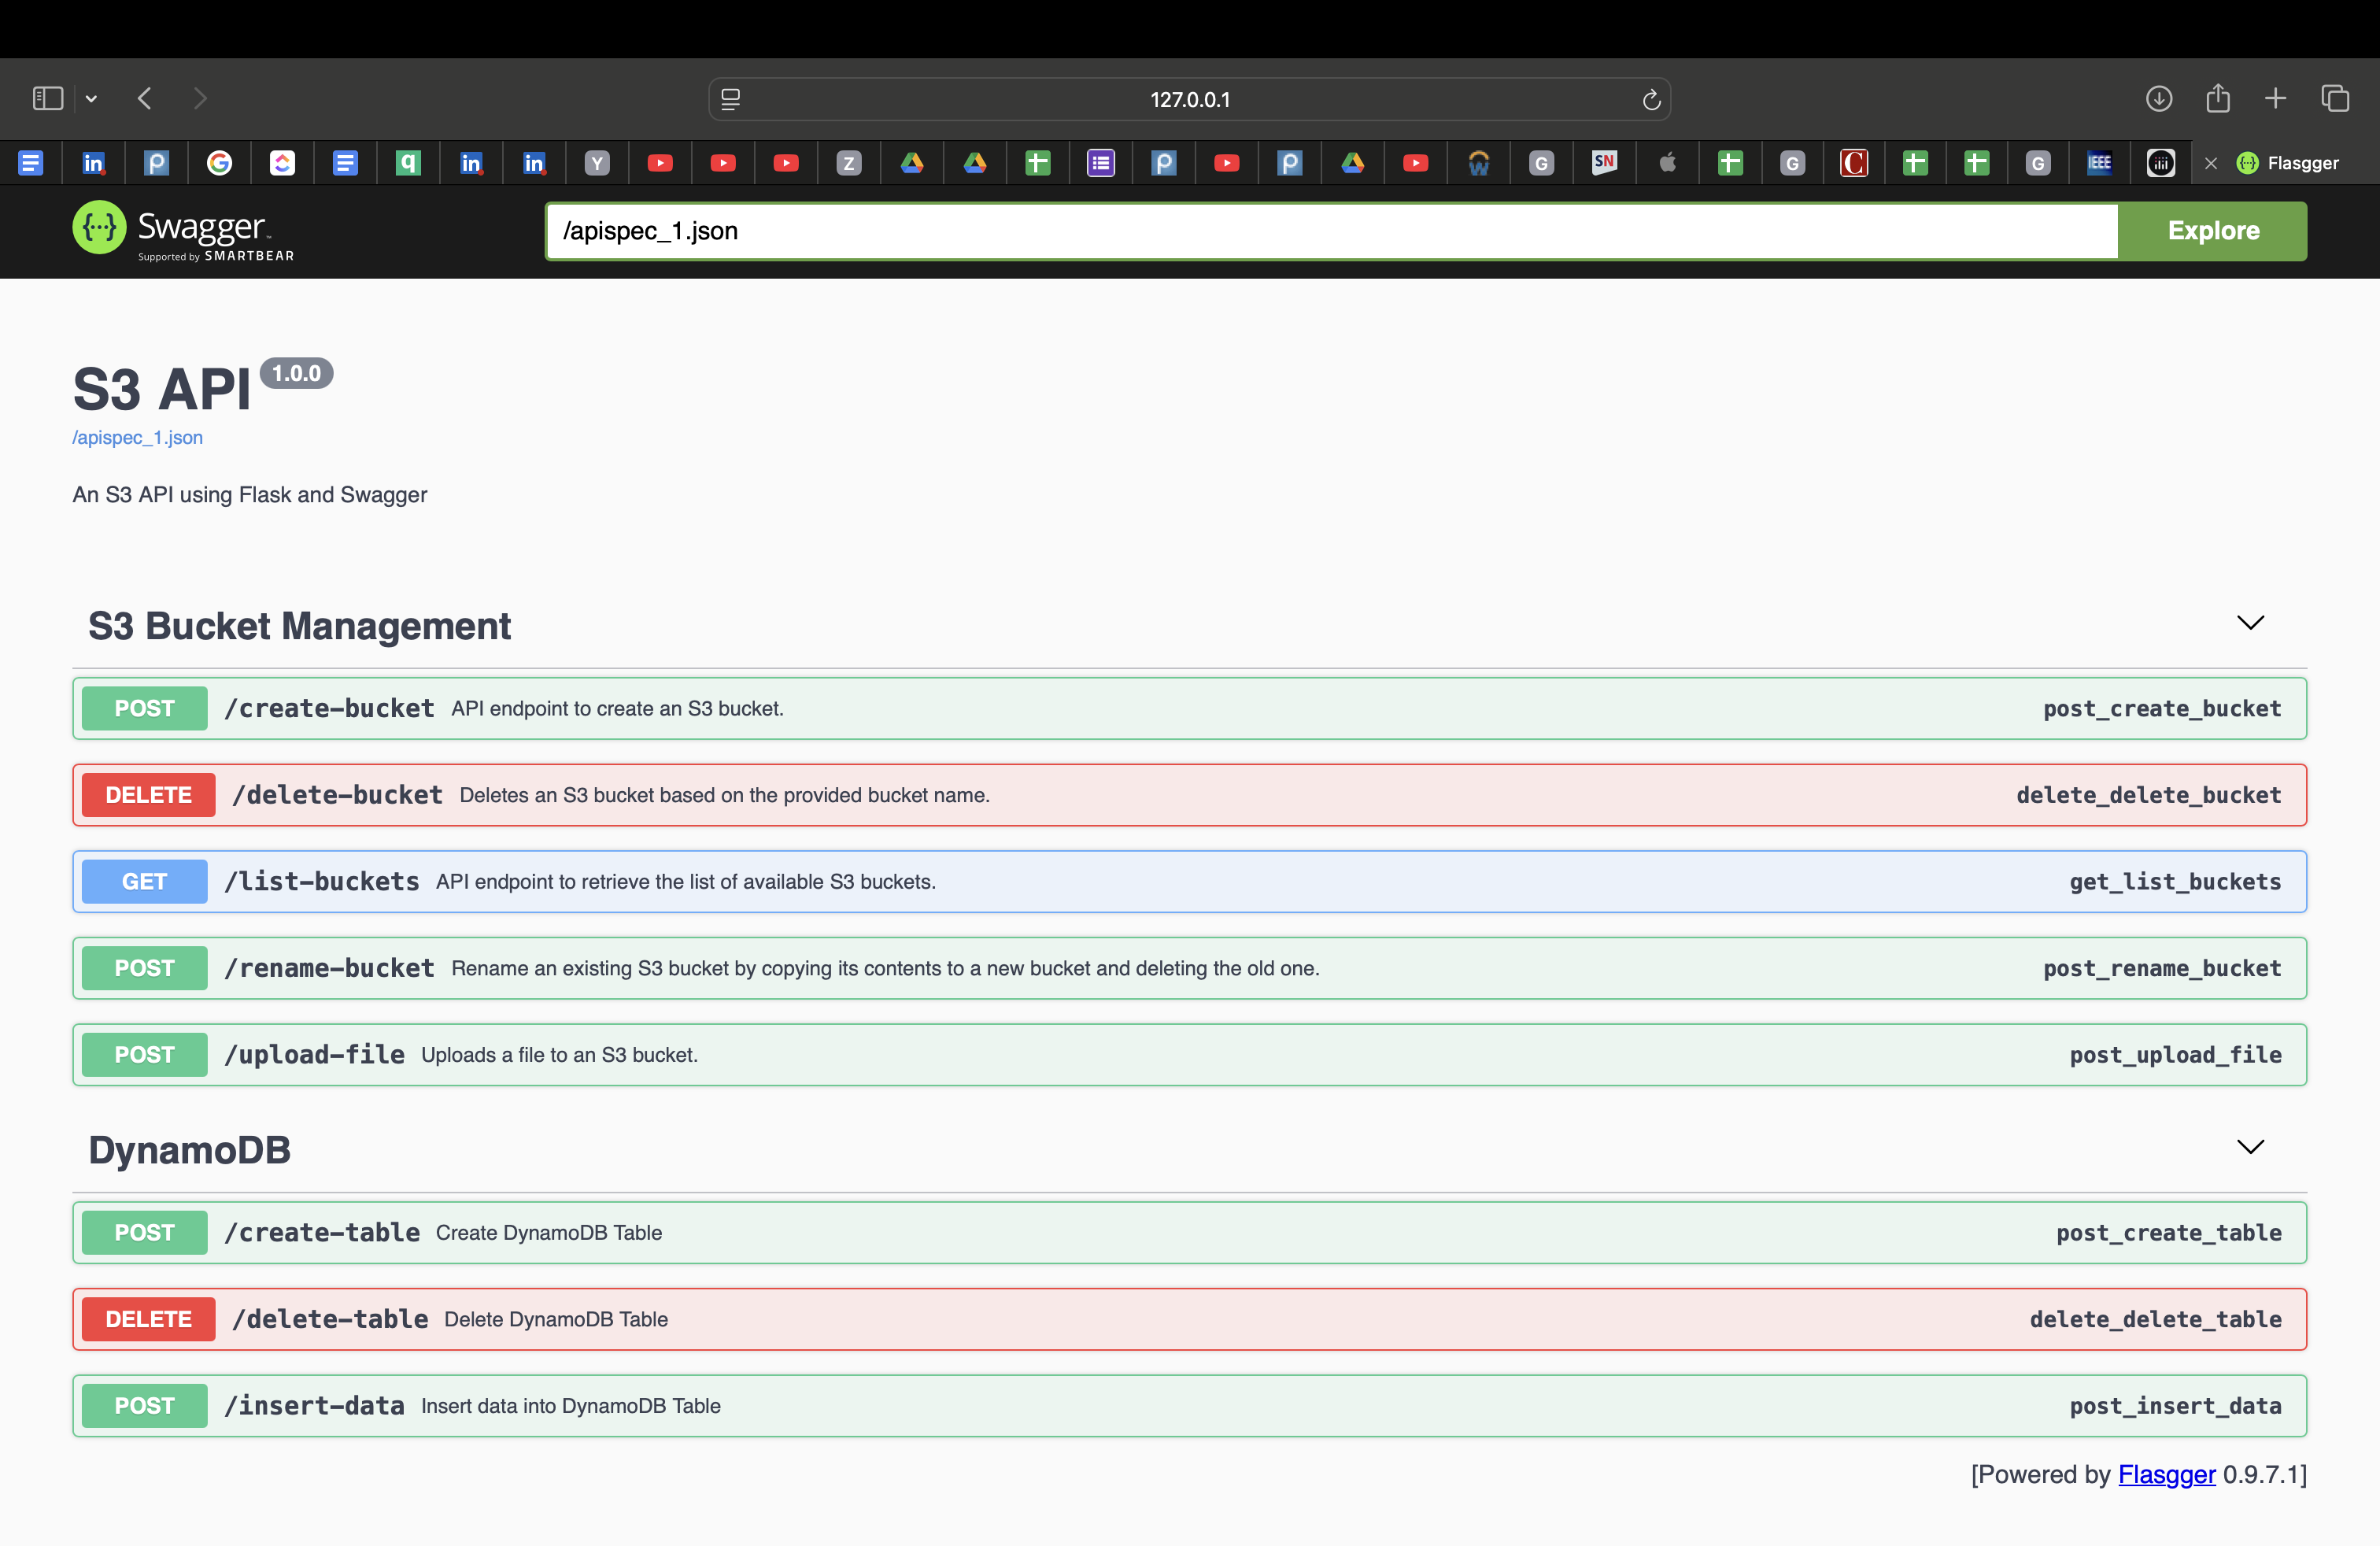 127.0.0.1
Flasgger
Swagger
Supported by SMARTBEAR
/apispec_1.json
Explore
S3 API 1.0.0
/apispec_1.json
An S3 API using Flask and Swagger
S3 Bucket Management
POST /create-bucket API endpoint to create an S3 bucket. post_create_bucket
DELETE /delete-bucket Deletes an S3 bucket based on the provided bucket name. delete_delete_bucket
GET /list-buckets API endpoint to retrieve the list of available S3 buckets. get_list_buckets
POST /rename-bucket Rename an existing S3 bucket by copying its contents to a new bucket and deleting the old one. post_rename_bucket
POST /upload-file Uploads a file to an S3 bucket. post_upload_file
DynamoDB
POST /create-table Create DynamoDB Table post_create_table
DELETE /delete-table Delete DynamoDB Table delete_delete_table
POST /insert-data Insert data into DynamoDB Table post_insert_data
[Powered by Flasgger 0.9.7.1]